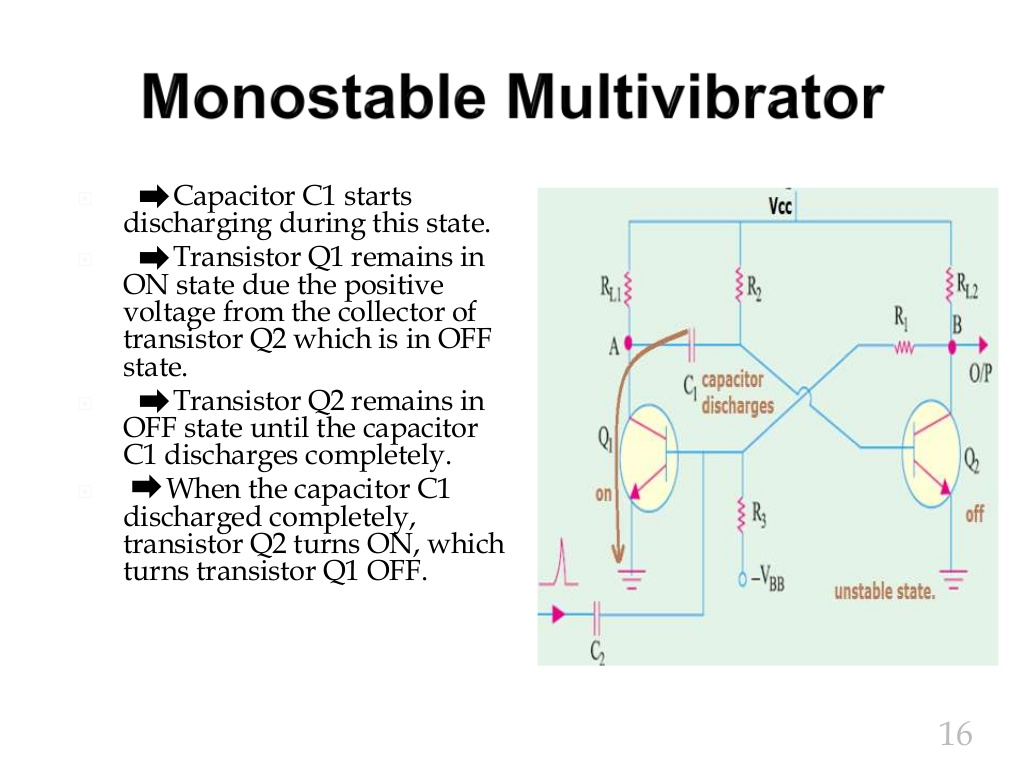 Monostable Multivibrator
➡Capacitor C1 starts
discharging during this state.
➡Transistor Q1 remains in
ON state due the positive
voltage from the collector of
transistor Q2 which is in OFF
state.
➡Transistor Q2 remains in
OFF state until the capacitor
C1 discharges completely.
➡When the capacitor C1
discharged completely,
transistor Q2 turns ON, which
turns transistor Q1 OFF.
Vcc
RL1
R2
RL2
R1
B
A
O/P
C1
capacitor
discharges
Q1
Q2
on
R3
off
–VBB
unstable state.
C2
16